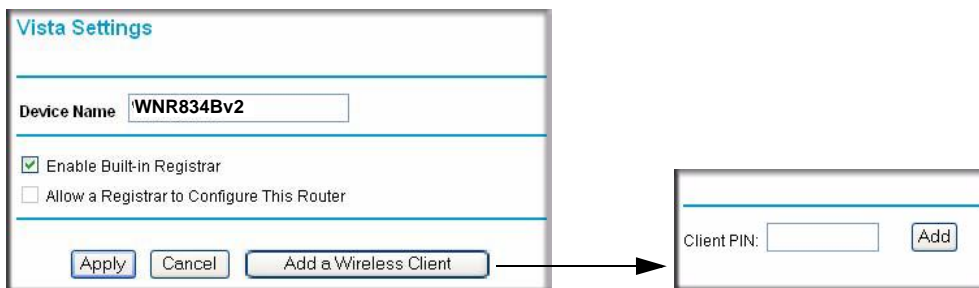 Vista Settings
Device Name WNR834Bv2
Enable Built-in Registrar
Allow a Registrar to Configure This Router
Apply Cancel Add a Wireless Client
Client PIN: Add